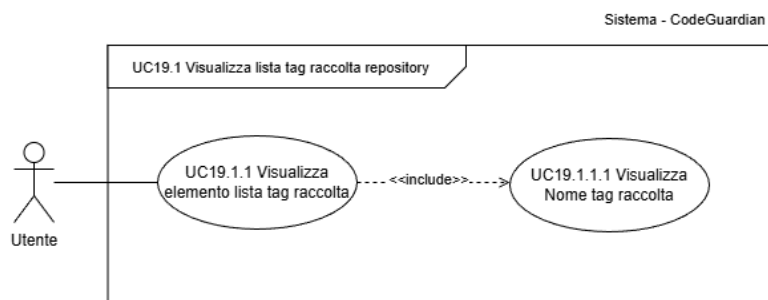 Sistema - CodeGuardian
UC19.1 Visualizza lista tag raccolta repository
UC19.1.1 Visualizza
elemento lista tag raccolta
<<include>>
UC19.1.1.1 Visualizza
Nome tag raccolta
Utente